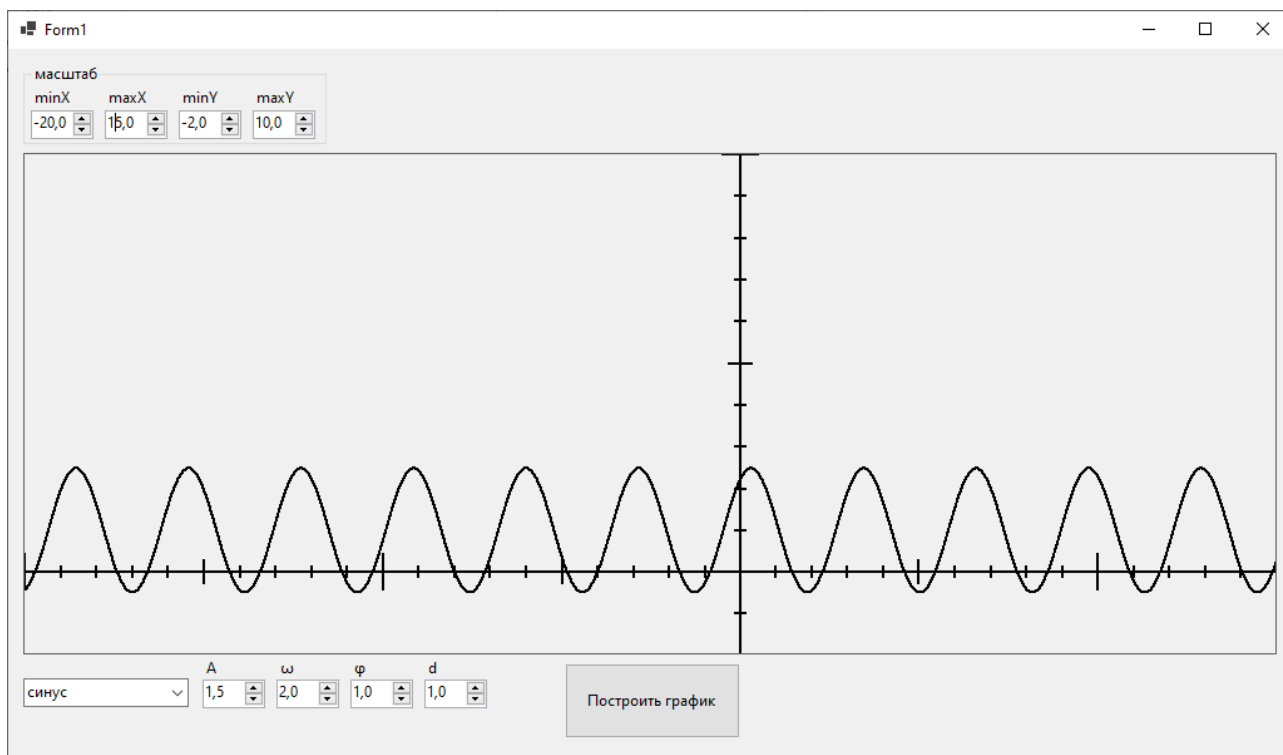 Form1
масштаб
minX maxX minY maxY
-20,0 15,0 -2,0 10,0
A ω φ d
синус 1,5 2,0 1,0 1,0
Построить график